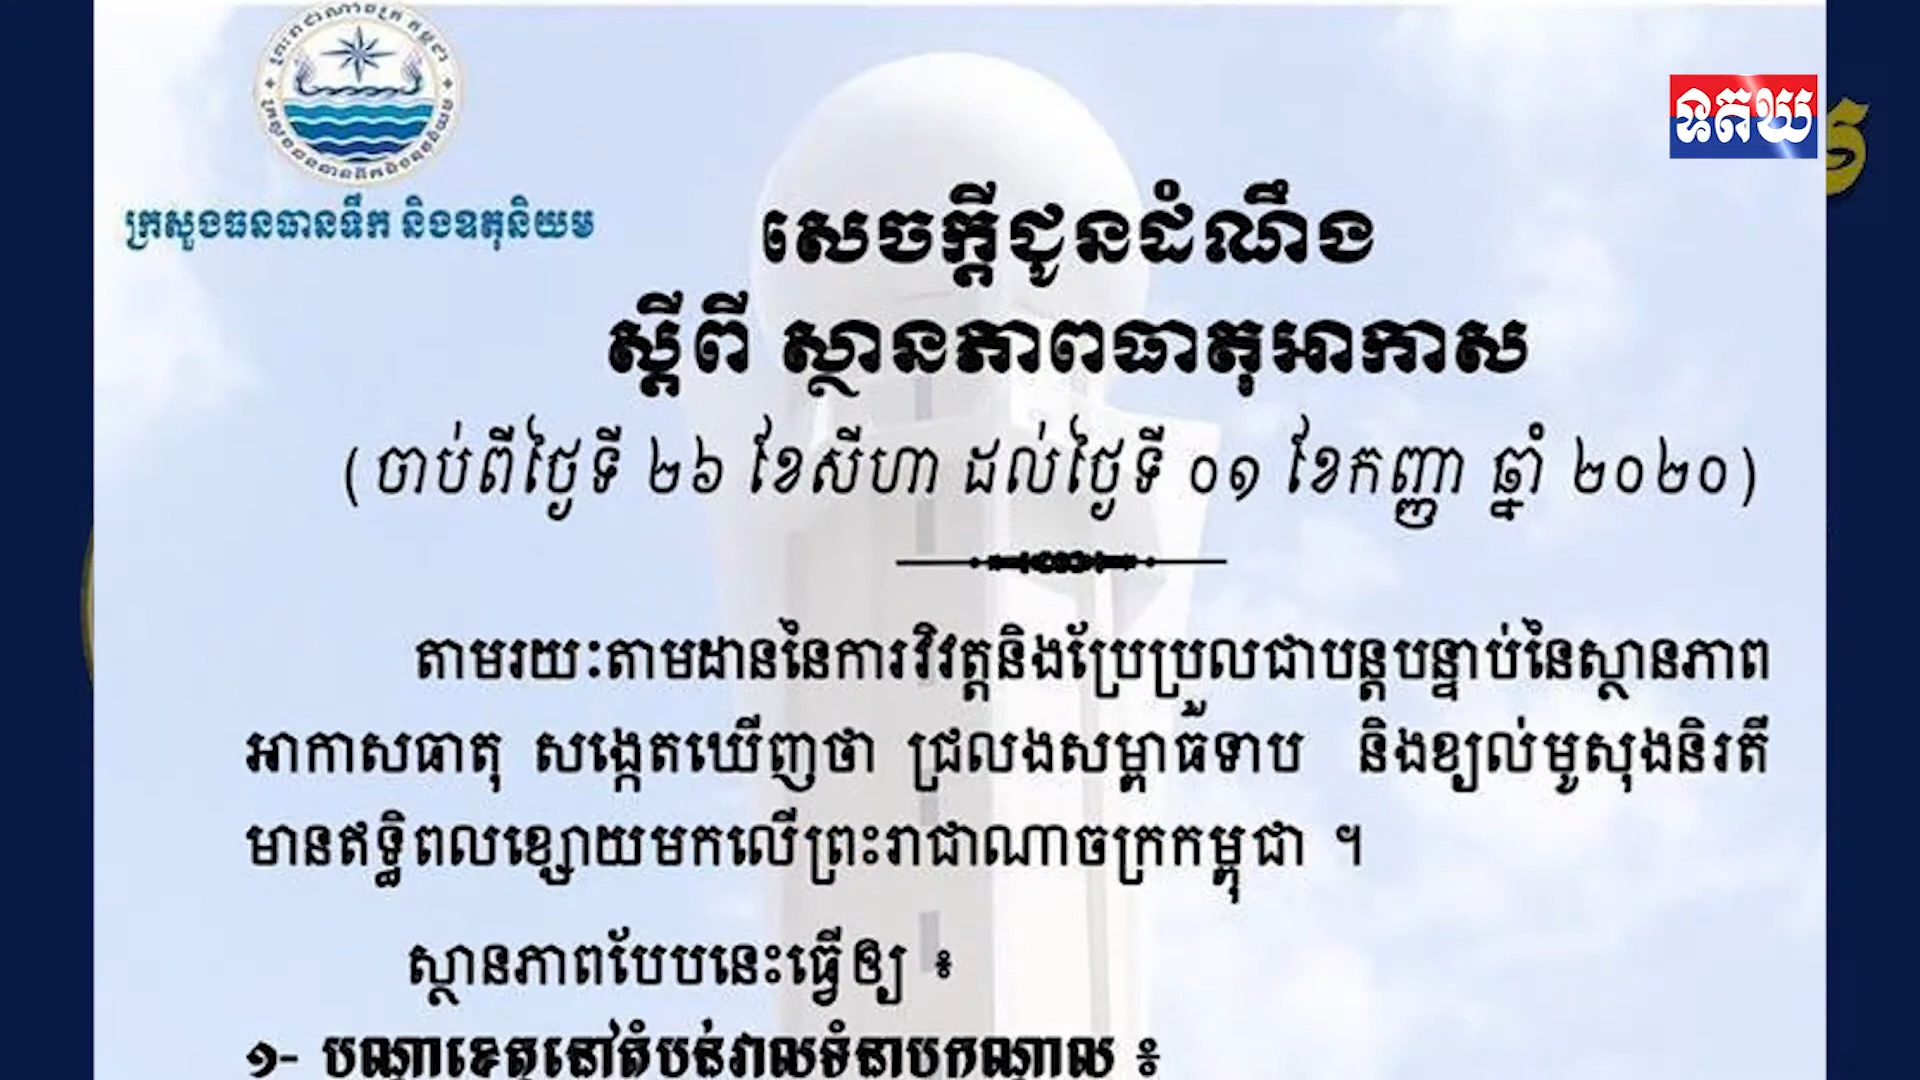 ទឥតឃ
ក្រសួងធនធានទឹក និងឧតុនិយម
សេចក្តីជូនដំណឹង
ស្តីពី ស្ថានភាពធាតុអាកាស
(ចាប់ពីថ្ងៃទី ២៦ ខែសីហា ដល់ថ្ងៃទី ០១ ខែកញ្ញា ឆ្នាំ ២០២០)
តាមរយៈតាមដាននៃការវិវត្តនិងប្រែប្រួលជាបន្តបន្ទាប់នៃស្ថានភាព
អាកាសធាតុ សង្កេតឃើញថា ជ្រលងសម្ពាធទាប និងខ្យល់មូសុងនិរតី
មានឥទ្ធិពលខ្សោយមកលើព្រះរាជាណាចក្រកម្ពុជា ។
ស្ថានភាពបែបនេះធ្វើឲ្យ ៖
១- បណ្តាខេត្តនៅតំបន់វាលទំនាបកណ្តាល ៖